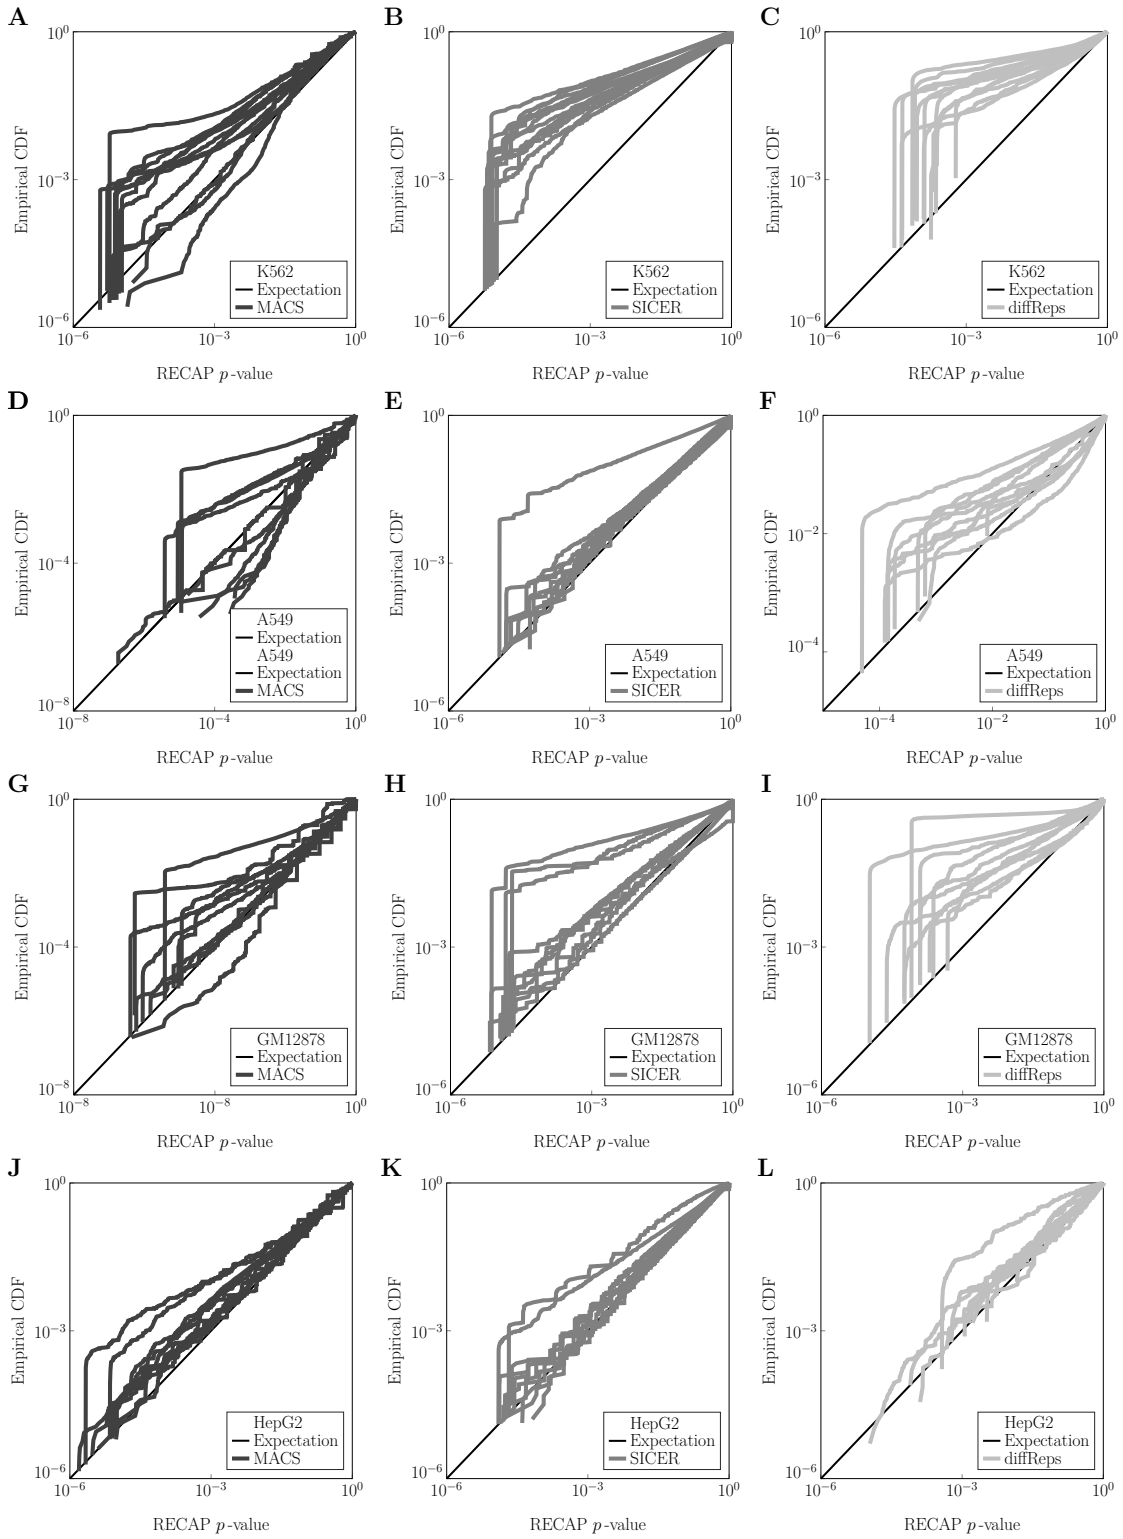 A
B
C
10^0
10^-3
10^-6
10^-6
10^-3
10^0
Empirical CDF
RECAP p-value
K562
Expectation
MACS
10^0
10^-3
10^-6
10^-6
10^-3
10^0
Empirical CDF
RECAP p-value
K562
Expectation
SICER
10^0
10^-3
10^-6
10^-6
10^-3
10^0
Empirical CDF
RECAP p-value
K562
Expectation
diffReps
D
E
F
10^0
10^-4
10^-8
10^-8
10^-4
10^0
Empirical CDF
RECAP p-value
A549
Expectation
A549
Expectation
MACS
10^0
10^-3
10^-6
10^-6
10^-3
10^0
Empirical CDF
RECAP p-value
A549
Expectation
SICER
10^0
10^-2
10^-4
10^-4
10^-2
10^0
Empirical CDF
RECAP p-value
A549
Expectation
diffReps
G
H
I
10^0
10^-4
10^-8
10^-8
10^-8
10^0
Empirical CDF
RECAP p-value
GM12878
Expectation
MACS
10^0
10^-3
10^-6
10^-6
10^-3
10^0
Empirical CDF
RECAP p-value
GM12878
Expectation
SICER
10^0
10^-3
10^-6
10^-6
10^-3
10^0
Empirical CDF
RECAP p-value
GM12878
Expectation
diffReps
J
K
L
10^0
10^-3
10^-6
10^-6
10^-3
10^0
Empirical CDF
RECAP p-value
HepG2
Expectation
MACS
10^0
10^-3
10^-6
10^-6
10^-3
10^0
Empirical CDF
RECAP p-value
HepG2
Expectation
SICER
10^0
10^-3
10^-6
10^-6
10^-3
10^0
Empirical CDF
RECAP p-value
HepG2
Expectation
diffReps